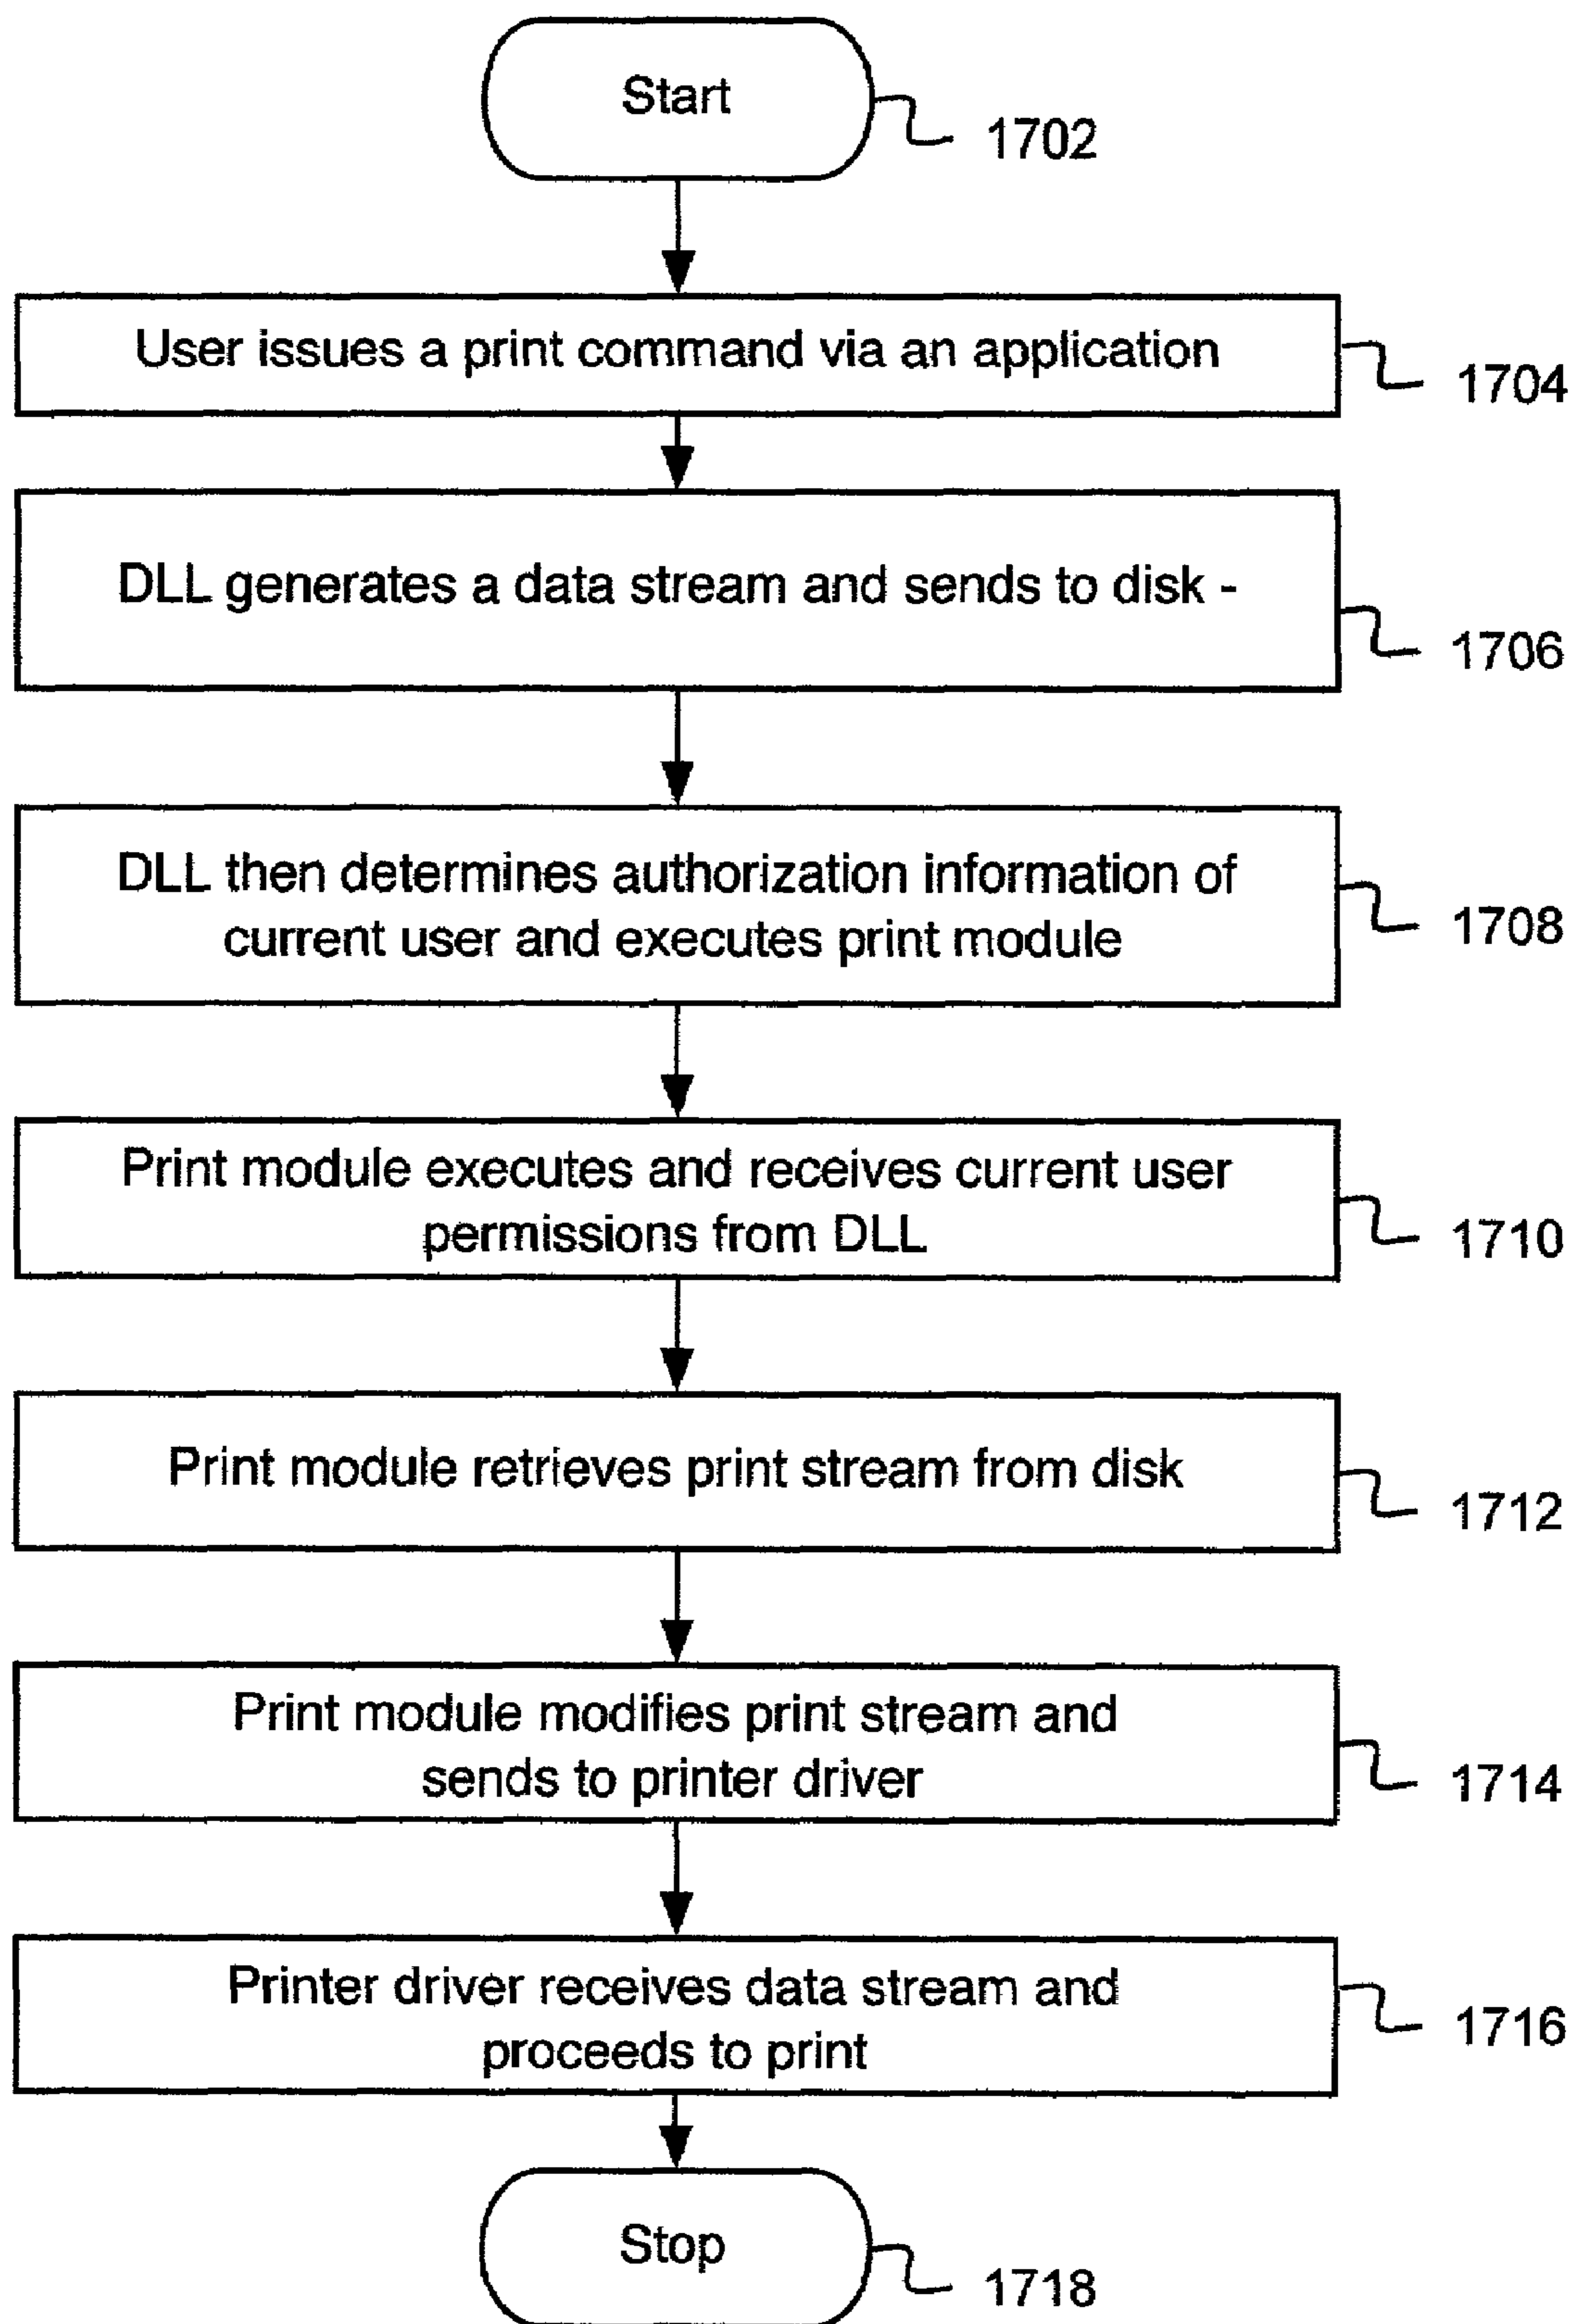 Start
1702
User issues a print command via an application
1704
DLL generates a data stream and sends to disk -
1706
DLL then determines authorization information of
current user and executes print module
1708
Print module executes and receives current user
permissions from DLL
1710
Print module retrieves print stream from disk
1712
Print module modifies print stream and
sends to printer driver
1714
Printer driver receives data stream and
proceeds to print
1716
Stop
1718